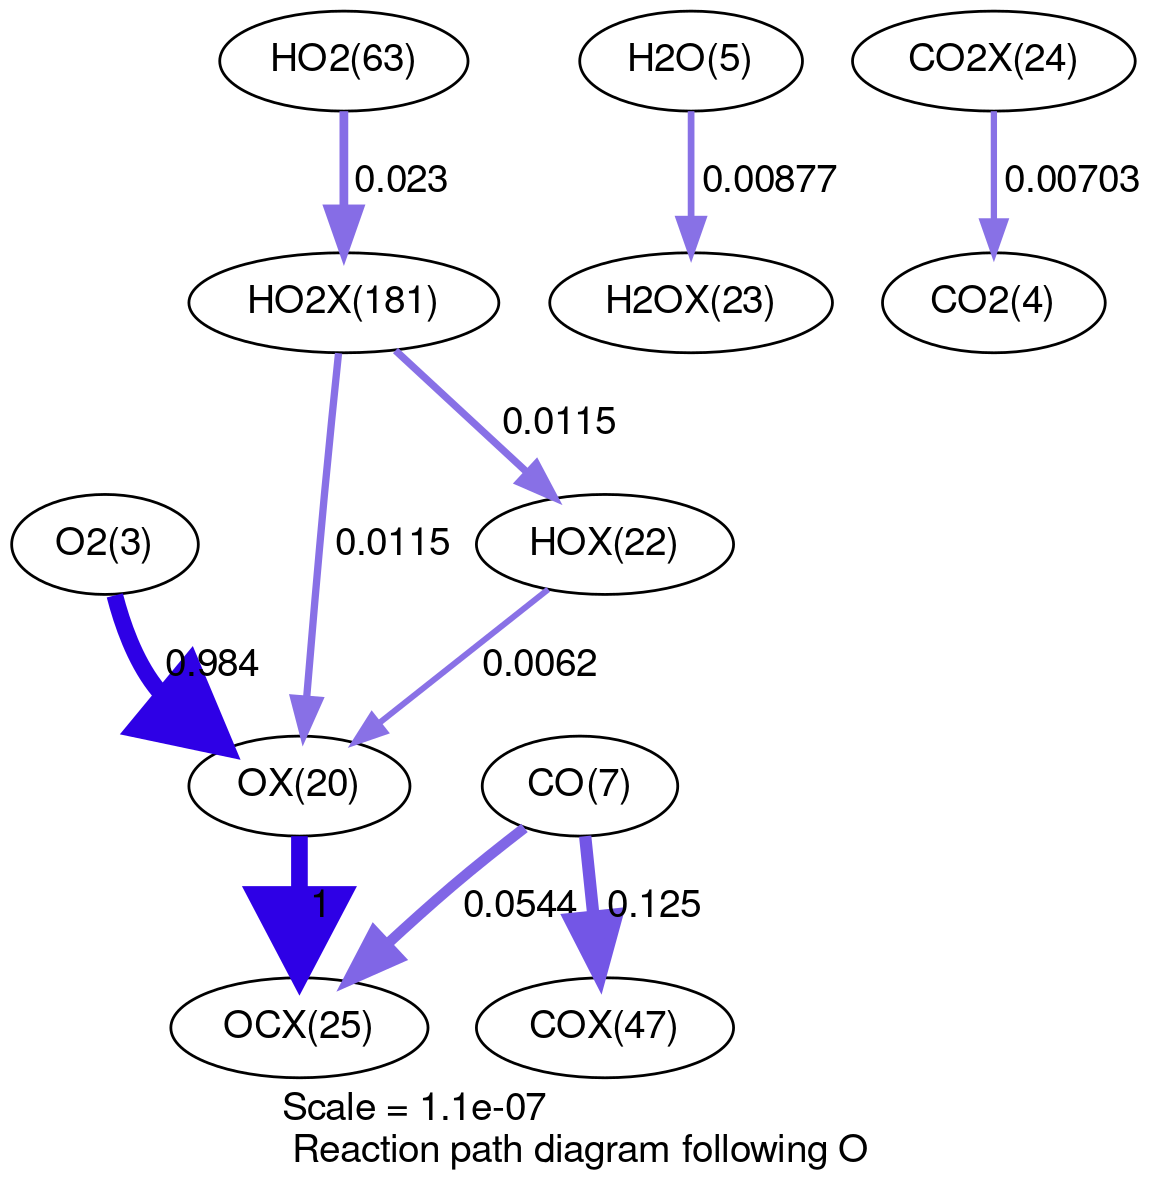 HO2(63)
H2O(5)
CO2X(24)
0.023
0.00877
0.00703
HO2X(181)
H2OX(23)
CO2(4)
0.0115
O2(3)
0.0115
HOX(22)
0.984
0.0062
OX(20)
CO(7)
1
0.0544
0.125
OCX(25)
COX(47)
Scale = 1.1e-07
Reaction path diagram following O